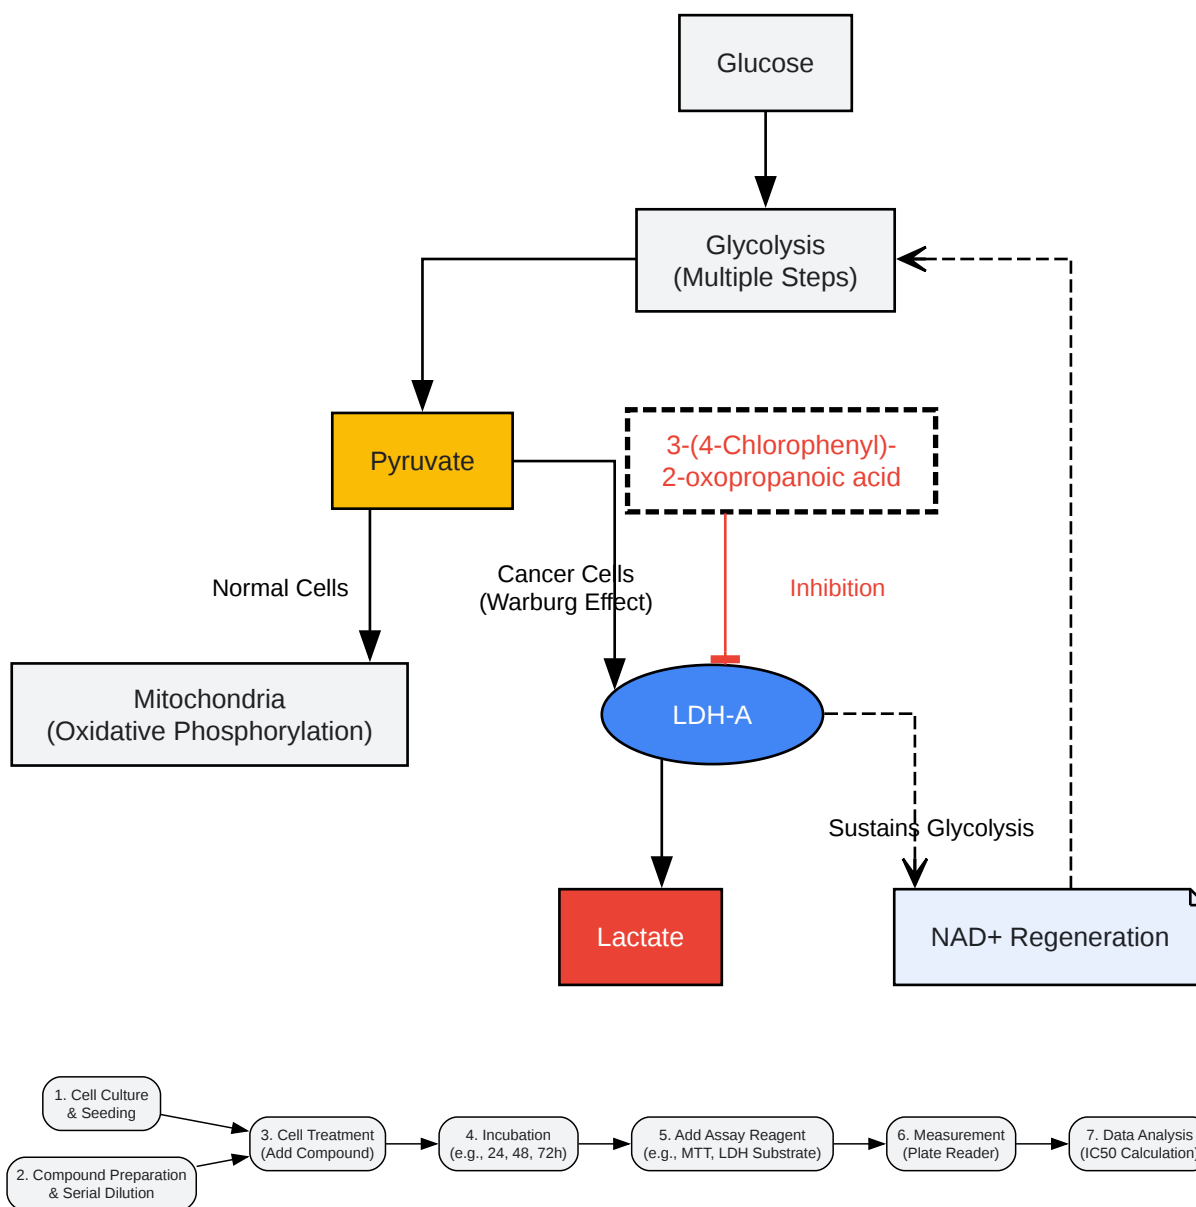 Glucose
Glycolysis
(Multiple Steps)
Pyruvate
3-(4-Chlorophenyl)-
2-oxopropanoic acid
Normal Cells
Cancer Cells
(Warburg Effect)
Inhibition
Mitochondria
(Oxidative Phosphorylation)
LDH-A
Sustains Glycolysis
Lactate
NAD+ Regeneration
1. Cell Culture
& Seeding
2. Compound Preparation
& Serial Dilution
3. Cell Treatment
(Add Compound)
4. Incubation
(e.g., 24, 48, 72h)
5. Add Assay Reagent
(e.g., MTT, LDH Substrate)
6. Measurement
(Plate Reader)
7. Data Analysis
(IC50 Calculation)